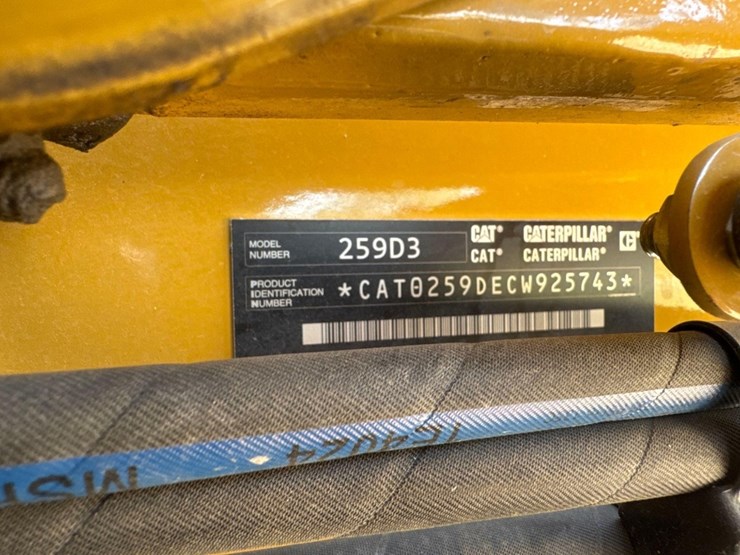 MODEL
NUMBER
259D3
CAT® CATERPILLAR®
CAT® CATERPILLAR®
PRODUCT
IDENTIFICATION
NUMBER
*CAT0259DECW925743*